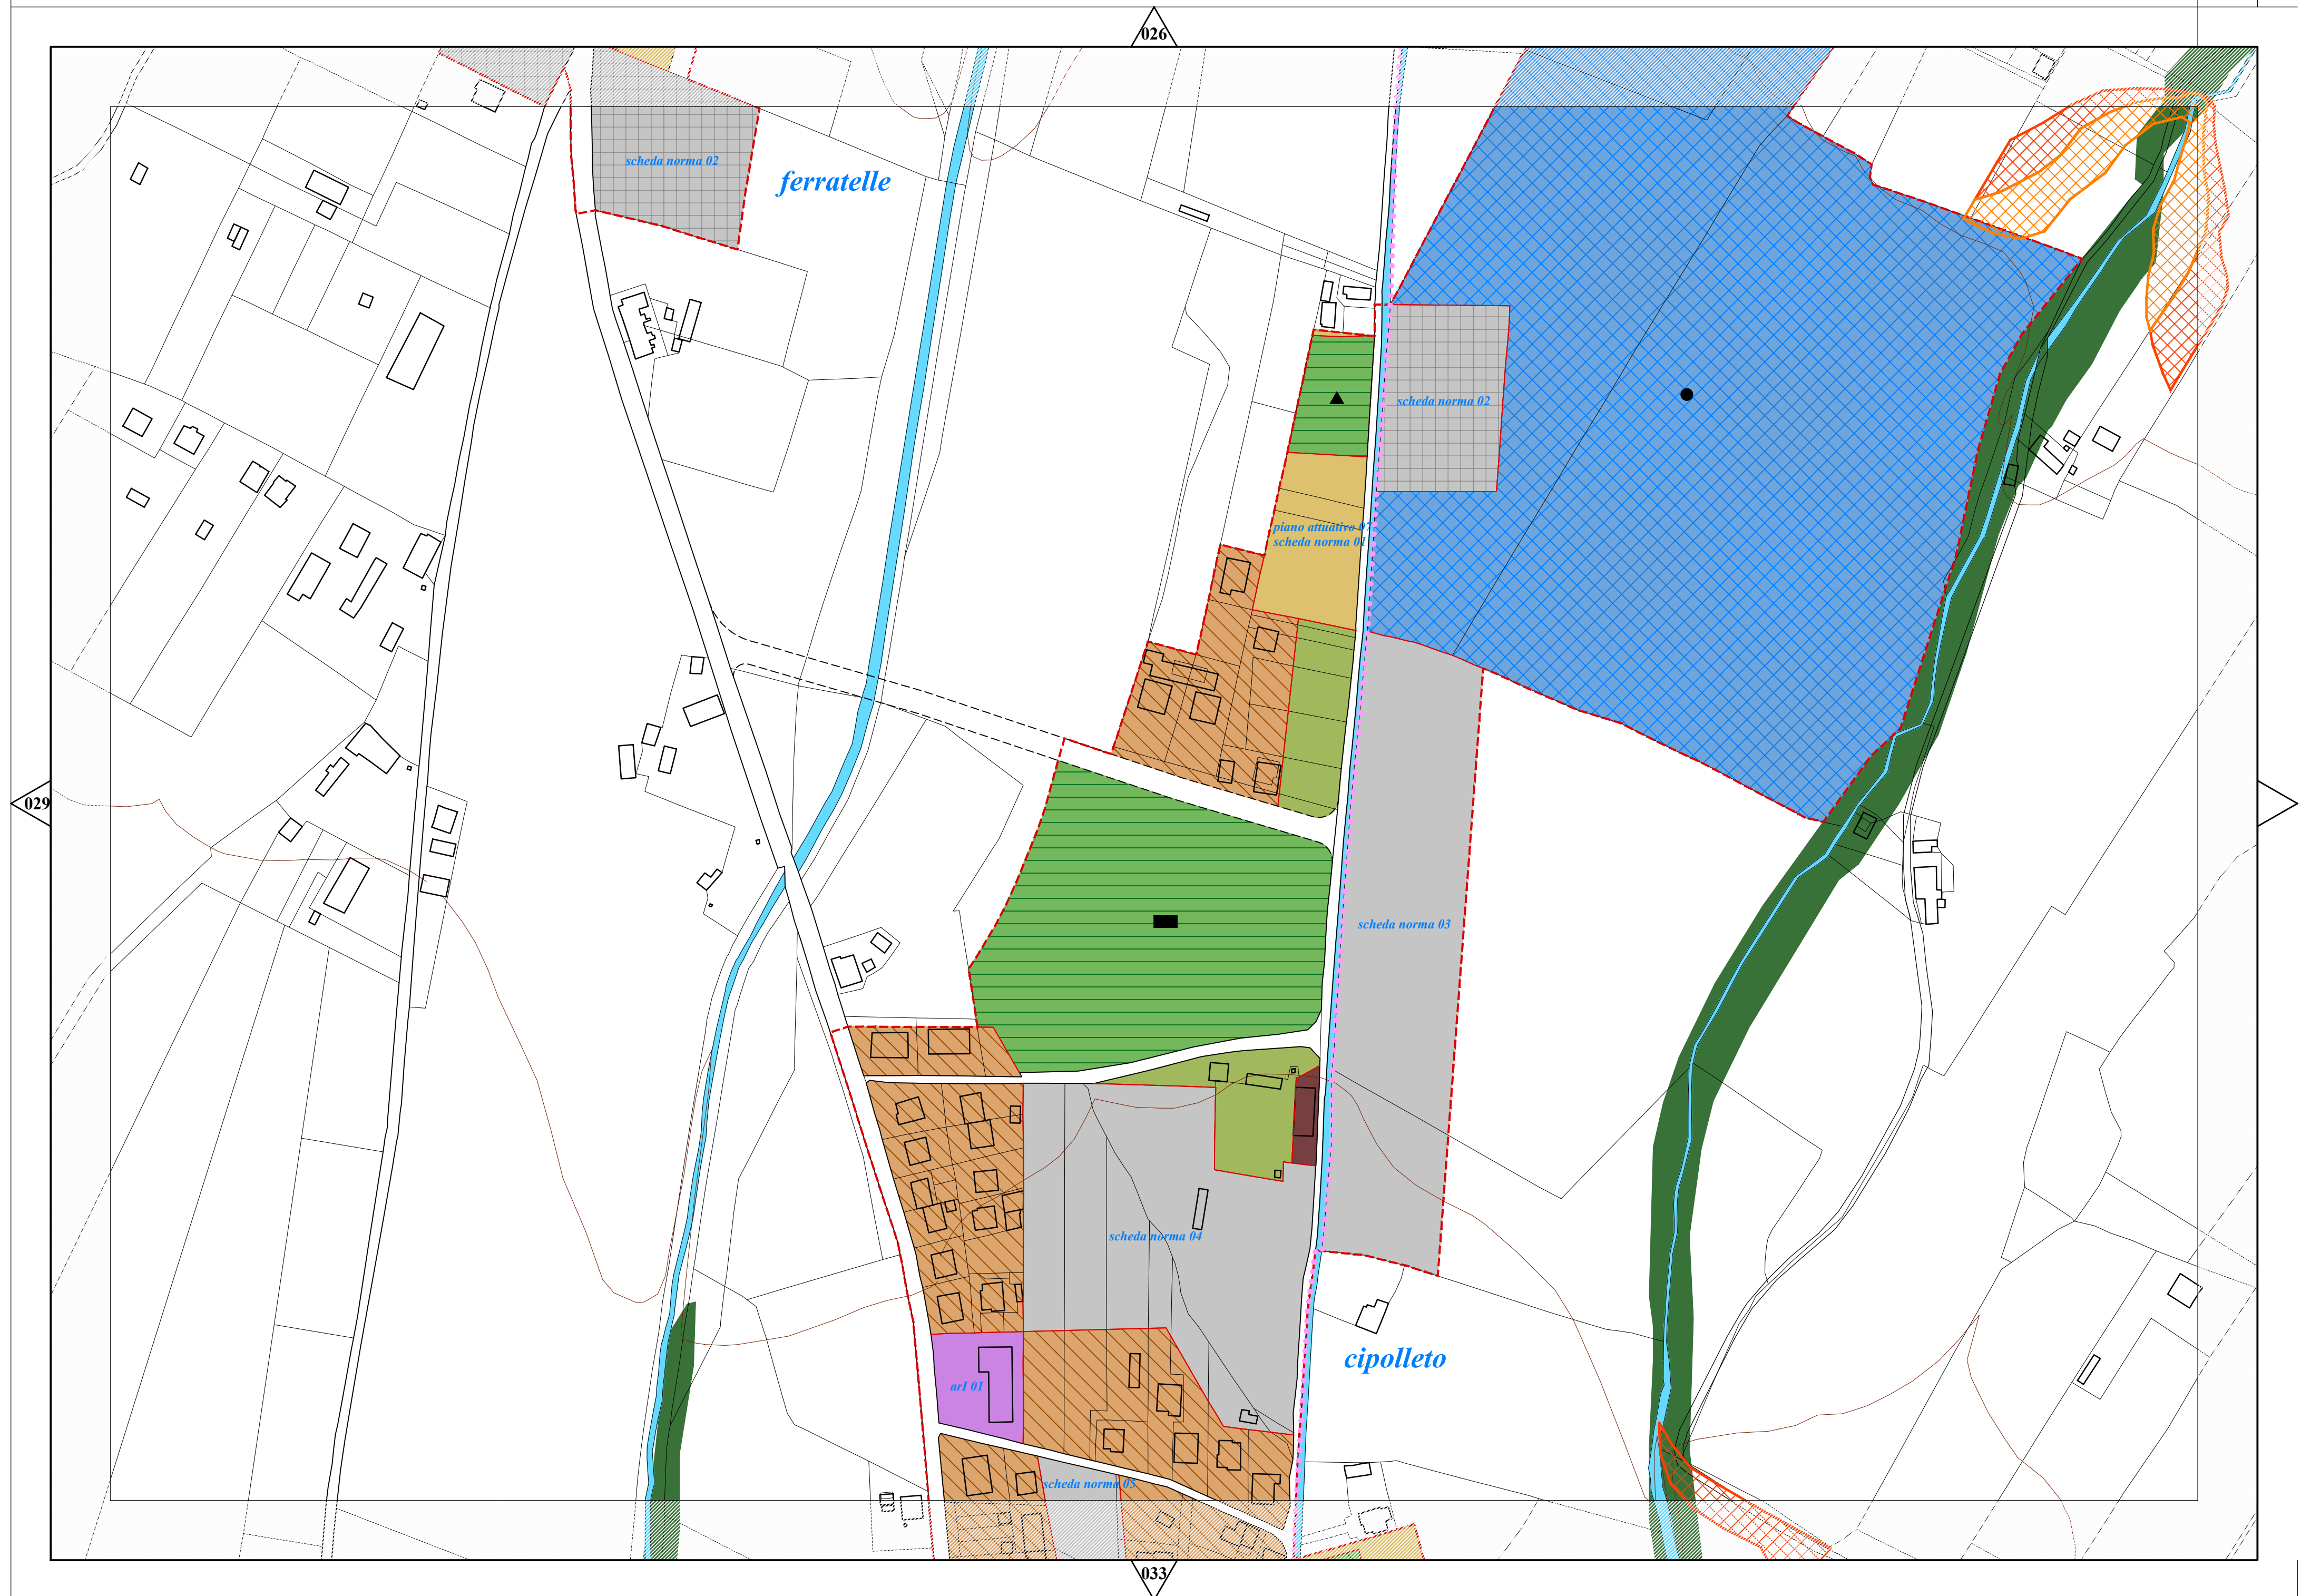 026
scheda norma 02
ferratelle
scheda norma 02
piano attuativo 07
scheda norma 01
029
scheda norma 03
scheda norma 04
cipolleto
arI 01
scheda norma 05
033